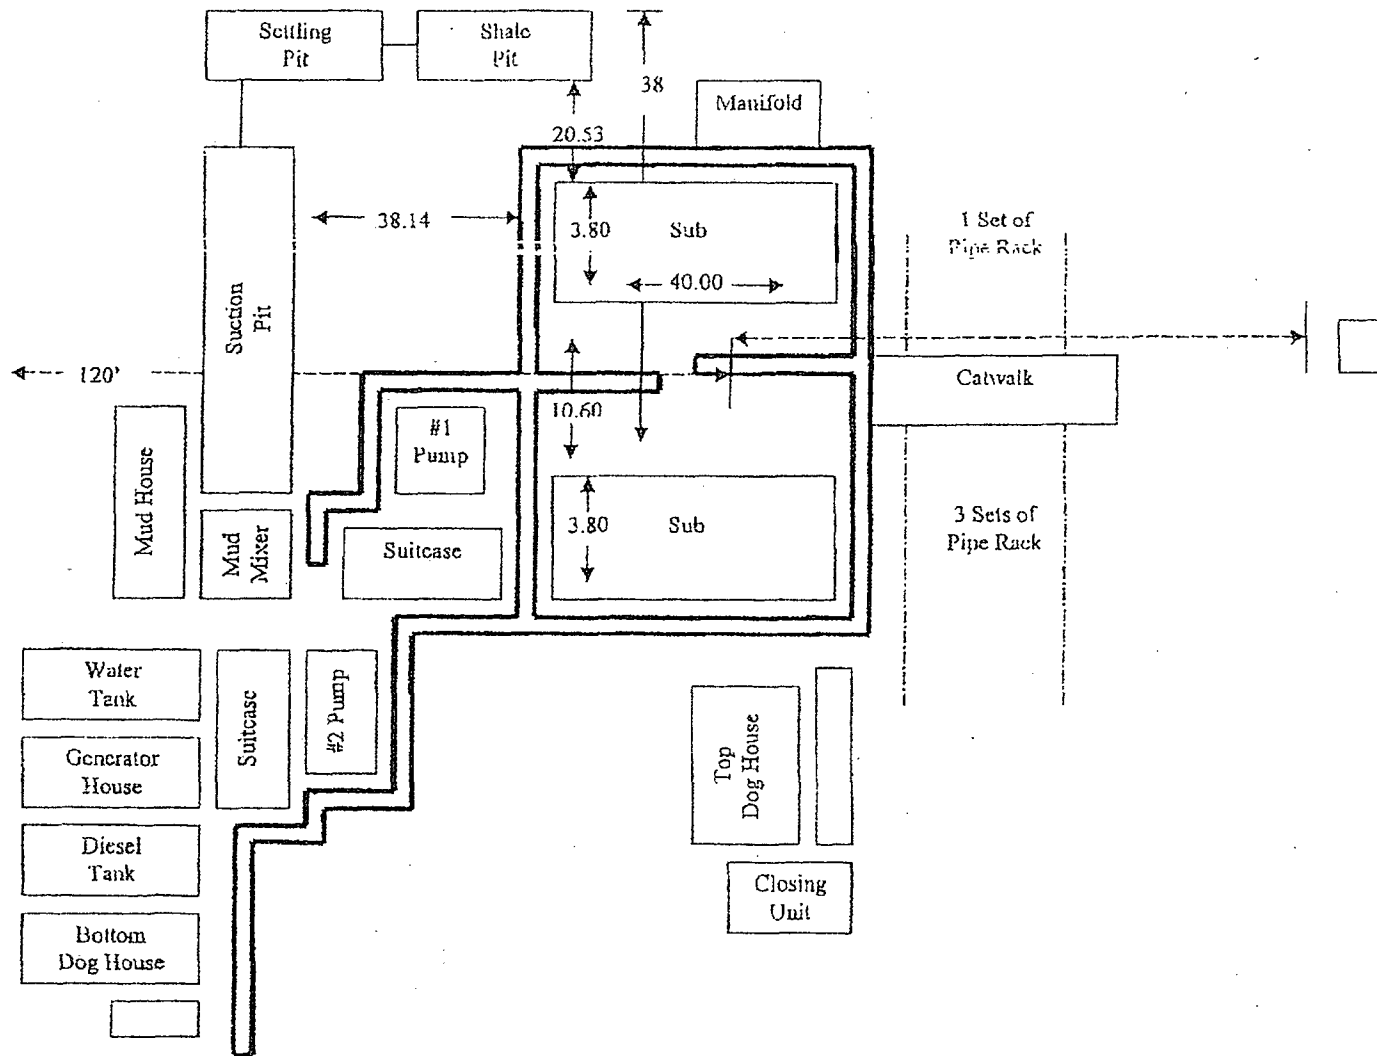 Settling
Pit
Shale
Pit
38
Manifold
20.53
38.14
3.80
Sub
1 Set of
Pipe Rack
40.00
Suction
Pit
120'
Catwalk
10.60
#1
Pump
Mud House
Mud
Mixer
Suitcase
3.80
Sub
3 Sets of
Pipe Rack
Water
Tank
Suitcase
#2 Pump
Generator
House
Top
Dog House
Diesel
Tank
Closing
Unit
Bottom
Dog House